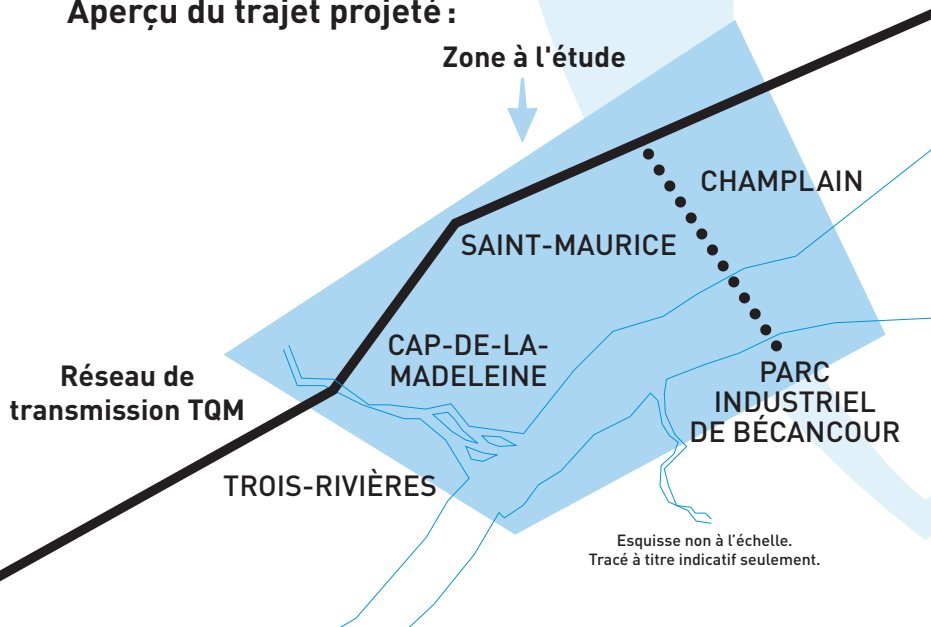 Aperçu du trajet projeté :
Zone à l'étude
CHAMPLAIN
SAINT-MAURICE
CAP-DE-LA-
MADELEINE
Réseau de
transmission TQM
PARC
INDUSTRIEL
DE BÉCANCOUR
TROIS-RIVIÈRES
Esquisse non à l'échelle.
Tracé à titre indicatif seulement.